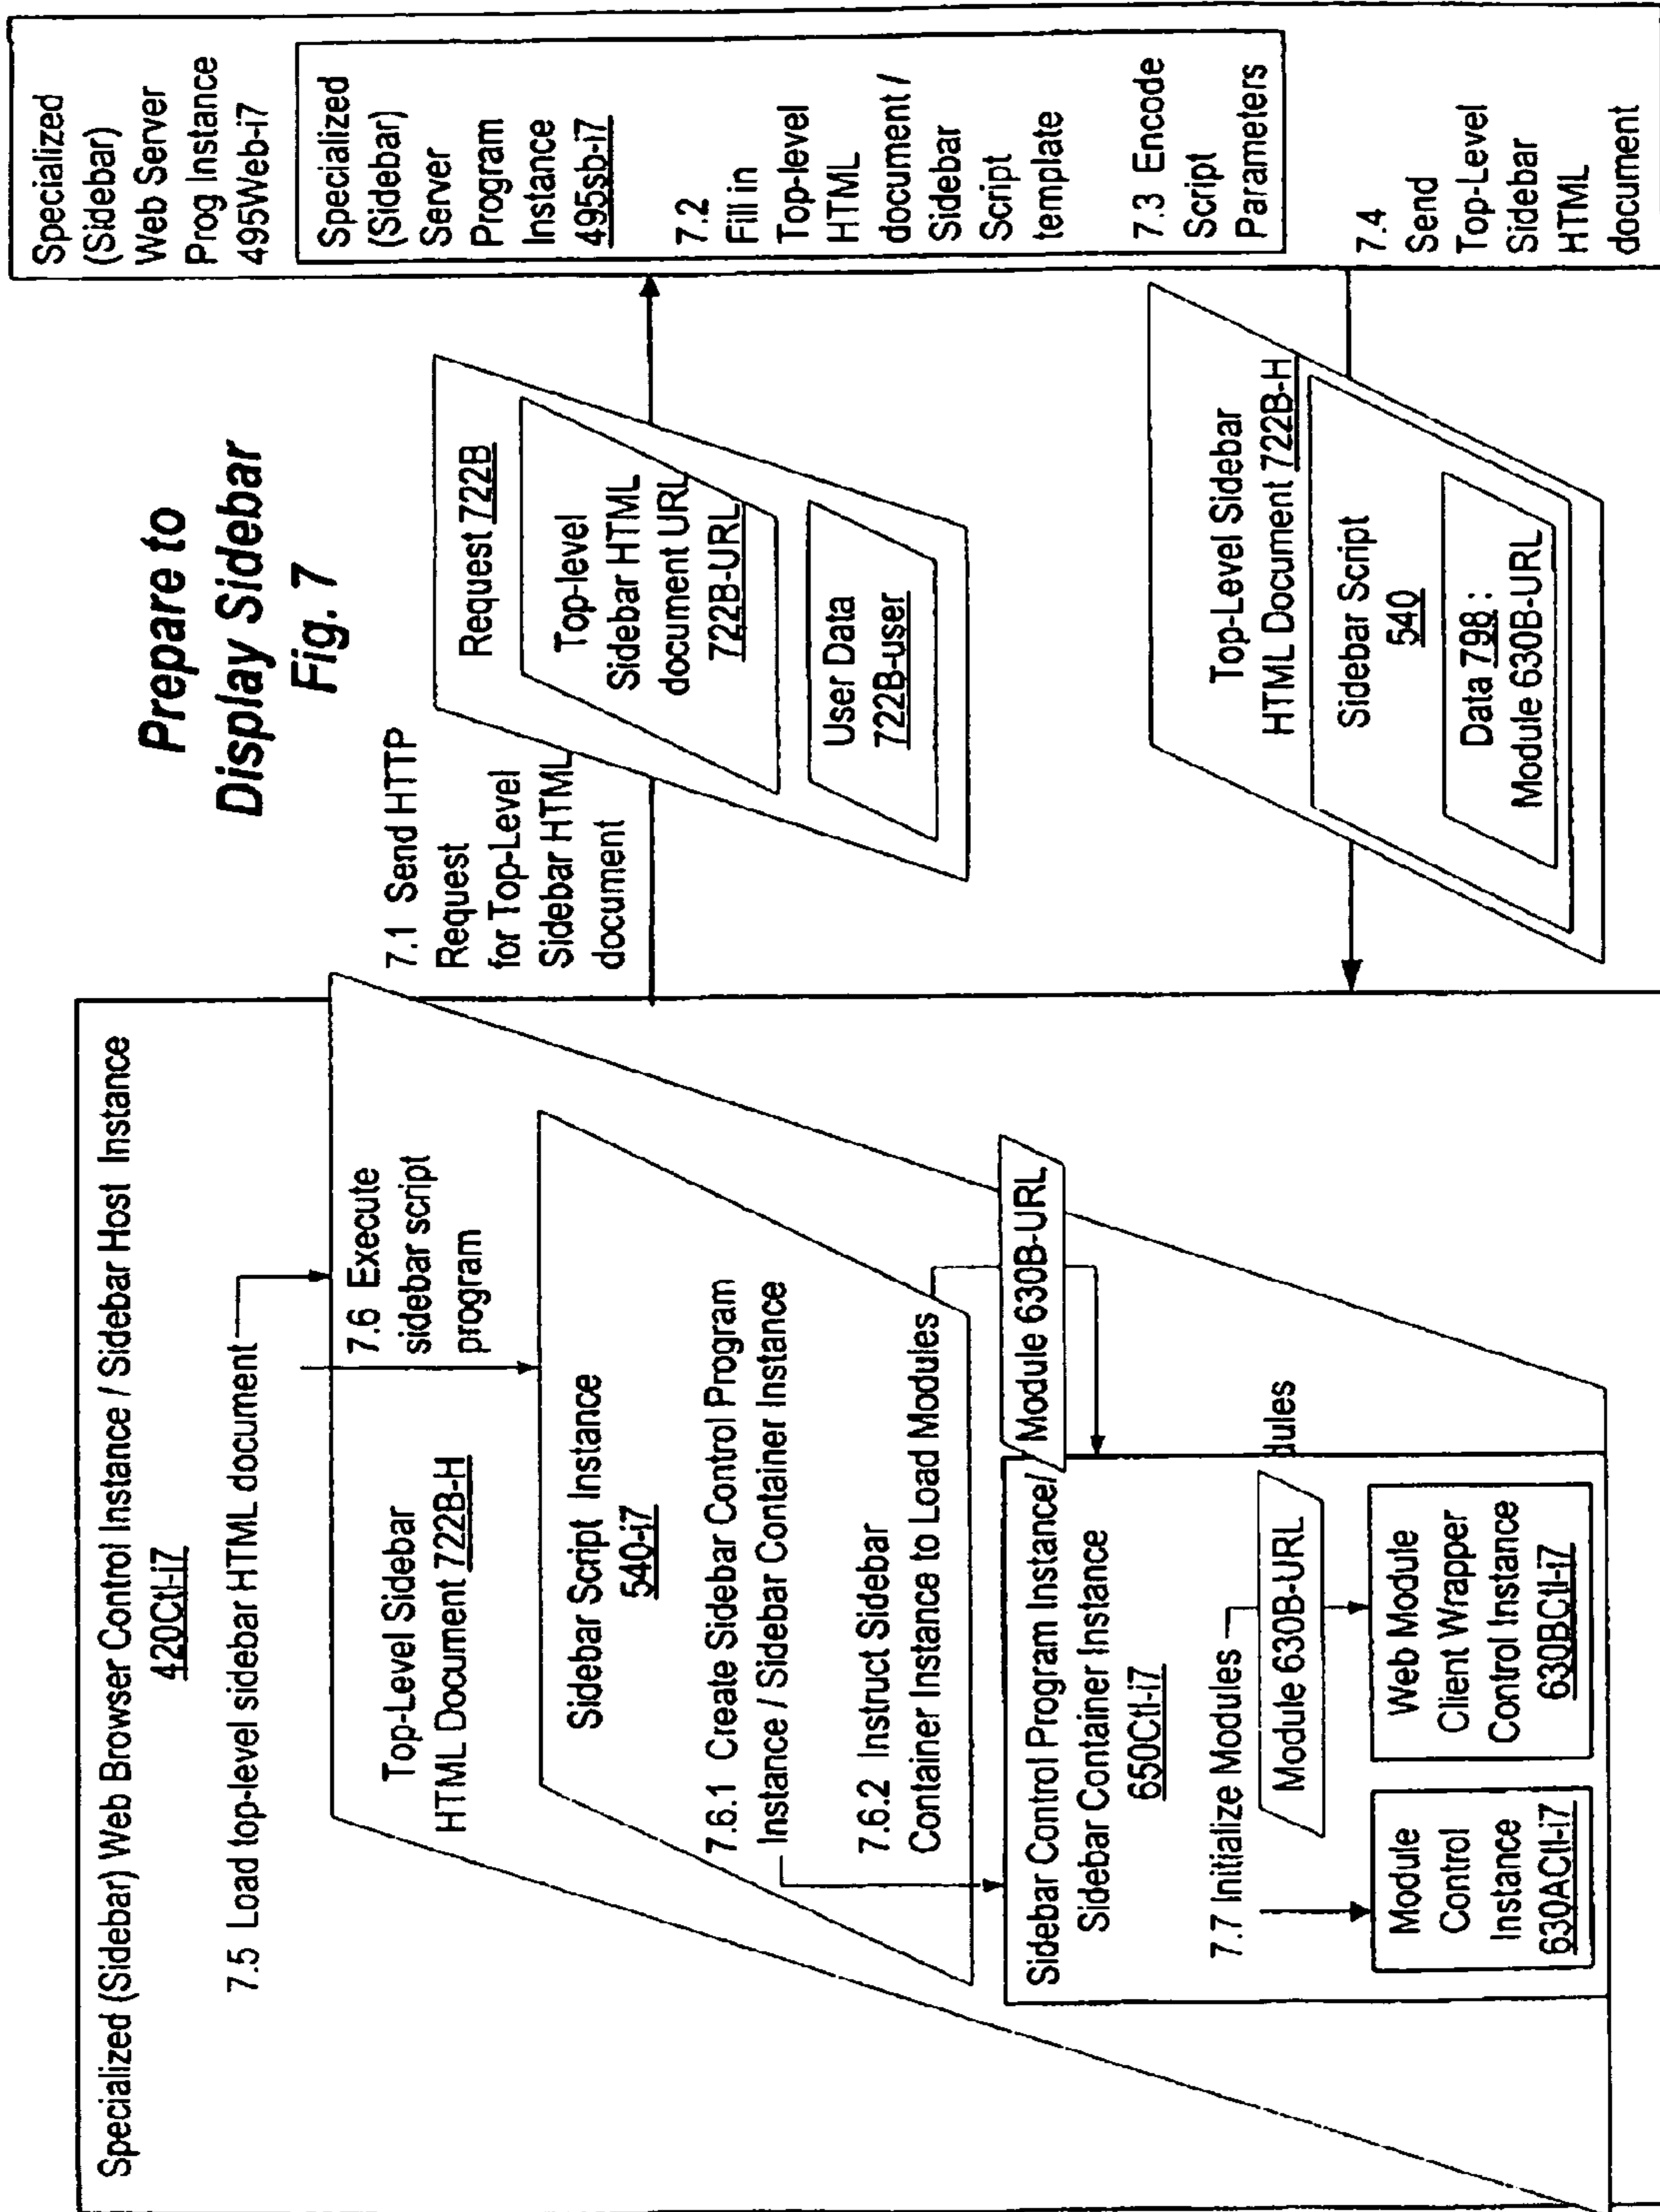 Prepare to
Display Sidebar
Fig. 7
Specialized (Sidebar) Web Browser Control Instance / Sidebar Host Instance
420Ctl-i7
7.5 Load top-level sidebar HTML document
7.6 Execute
sidebar script
program
Top-Level Sidebar
HTML Document 722B-H
Sidebar Script Instance
540-i7
7.6.1 Create Sidebar Control Program
Instance / Sidebar Container Instance
7.6.2 Instruct Sidebar
Container Instance to Load Modules
Module 630B-URL
Sidebar Control Program Instance/
Sidebar Container Instance
650Ctl-i7
7.7 Initialize Modules
dules
Module 630B-URL
Module
Control
Instance
630ACtl-i7
Web Module
Client Wrapper
Control Instance
630BCtl-i7
7.1 Send HTTP
Request
for Top-Level
Sidebar HTML
document
Request 722B
Top-level
Sidebar HTML
document URL
722B-URL
User Data
722B-user
Top-Level Sidebar
HTML Document 722B-H
Sidebar Script
540
Data 798 :
Module 630B-URL
Specialized
(Sidebar)
Web Server
Prog Instance
495Web-i7
Specialized
(Sidebar)
Server
Program
Instance
495sb-i7
7.2
Fill in
Top-level
HTML
document /
Sidebar
Script
template
7.3 Encode
Script
Parameters
7.4
Send
Top-Level
Sidebar
HTML
document